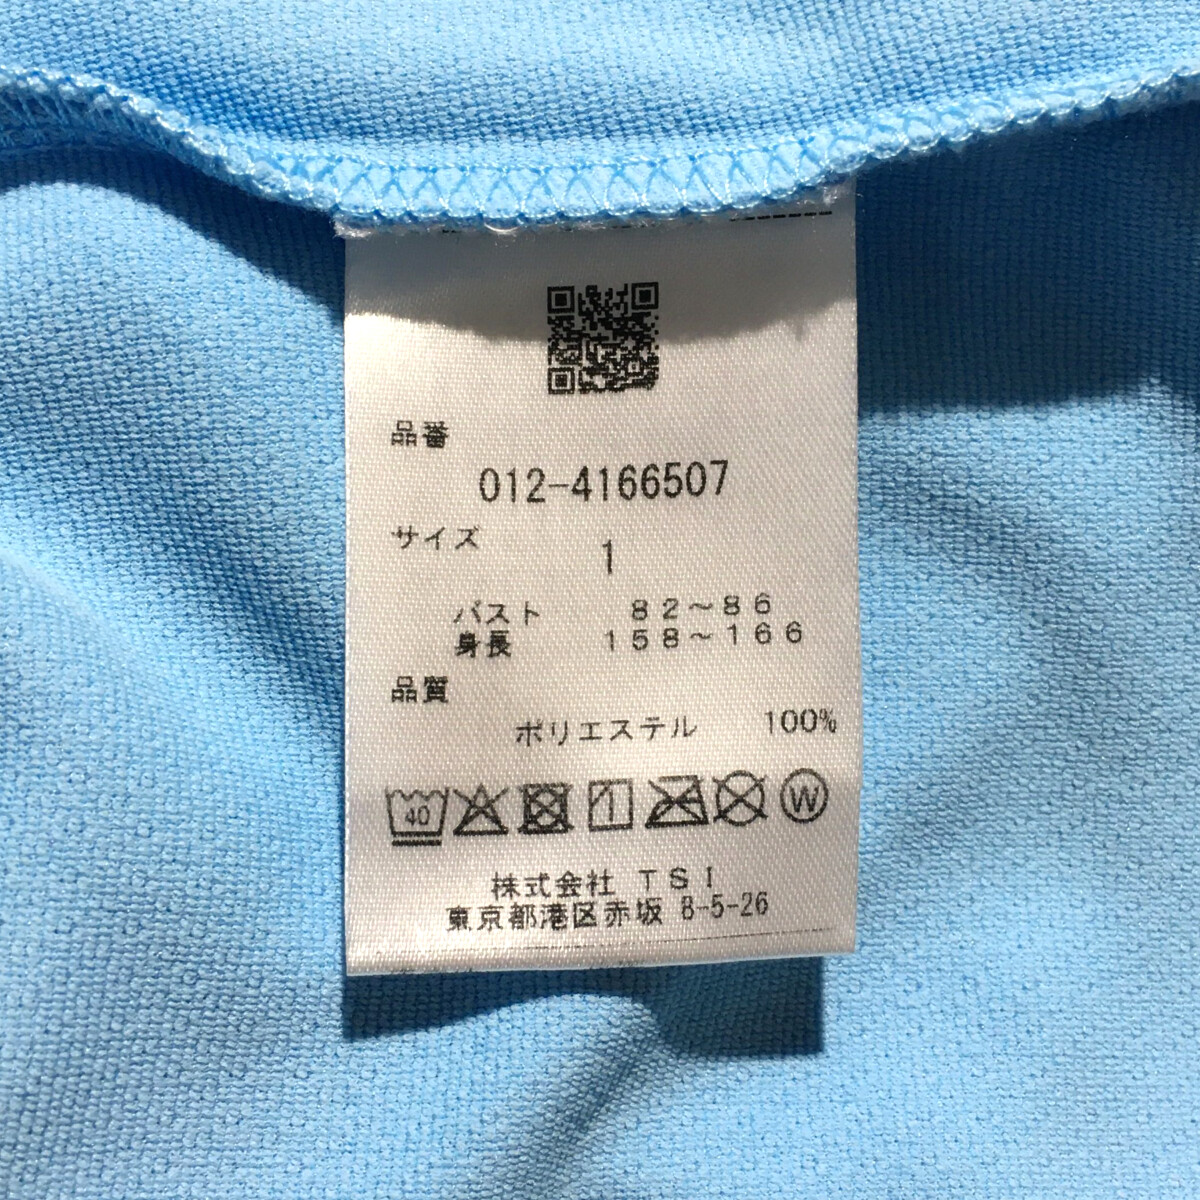 品番
012-4166507
サイズ 1
バスト 82～86
身長 158～166
品質
ポリエステル 100%
40 1 W
株式会社 TSI
東京都港区赤坂 8-5-26